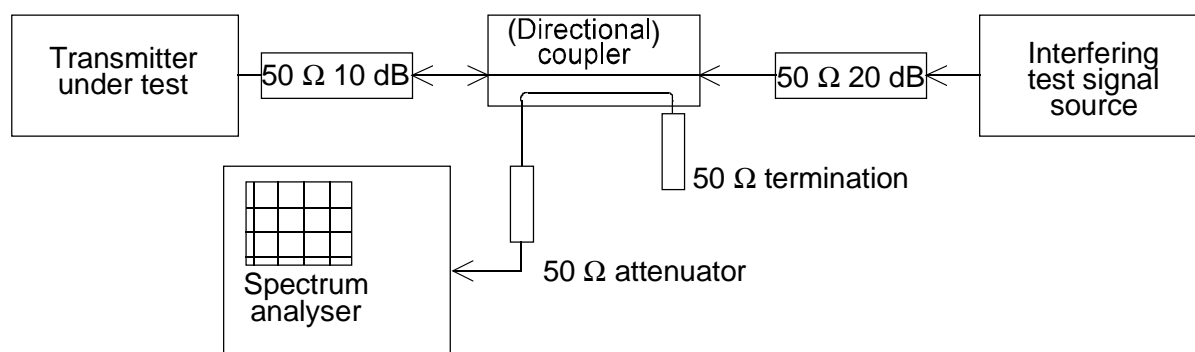 Transmitter
under test
50 Ω 10 dB
(Directional)
coupler
50 Ω 20 dB
Interfering
test signal
source
50 Ω termination
50 Ω attenuator
Spectrum
analyser